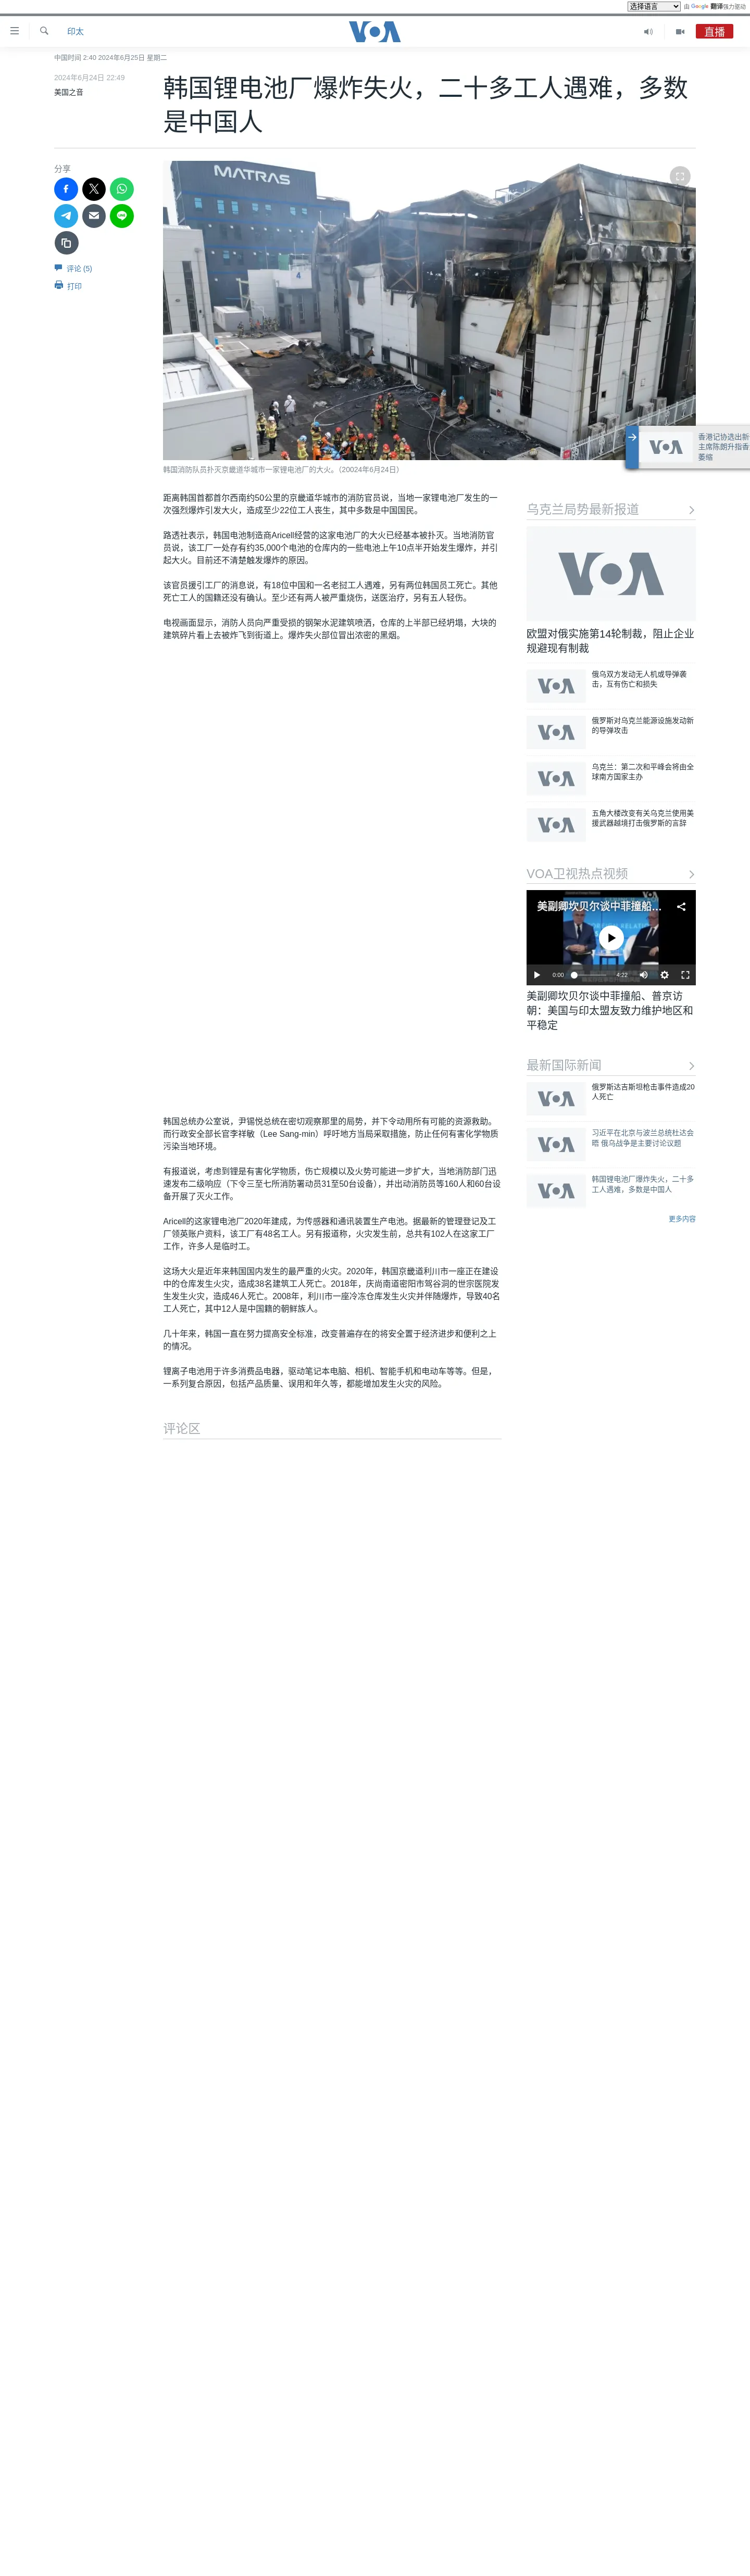 选择语言 由 Google 翻译强力驱动
印太
VOA
直播
中国时间 2:40 2024年6月25日 星期二
2024年6月24日 22:49
美国之音
韩国锂电池厂爆炸失火，二十多工人遇难，多数
是中国人
分享
评论 (5)
打印
MATRAS
韩国消防队员扑灭京畿道华城市一家锂电池厂的大火。（20024年6月24日）
香港记协选出新
主席陈朗升指香
萎缩
距离韩国首都首尔西南约50公里的京畿道华城市的消防官员说，当地一家锂电池厂发生的一
次强烈爆炸引发大火，造成至少22位工人丧生，其中多数是中国国民。
路透社表示，韩国电池制造商Aricell经营的这家电池厂的大火已经基本被扑灭。当地消防官
员说，该工厂一处存有约35,000个电池的仓库内的一些电池上午10点半开始发生爆炸，并引
起大火。目前还不清楚触发爆炸的原因。
该官员援引工厂的消息说，有18位中国和一名老挝工人遇难，另有两位韩国员工死亡。其他
死亡工人的国籍还没有确认。至少还有两人被严重烧伤，送医治疗，另有五人轻伤。
电视画面显示，消防人员向严重受损的钢架水泥建筑喷洒，仓库的上半部已经坍塌，大块的
建筑碎片看上去被炸飞到街道上。爆炸失火部位冒出浓密的黑烟。
韩国总统办公室说，尹锡悦总统在密切观察那里的局势，并下令动用所有可能的资源救助。
而行政安全部长官李祥敏（Lee Sang-min）呼吁地方当局采取措施，防止任何有害化学物质
污染当地环境。
有报道说，考虑到锂是有害化学物质，伤亡规模以及火势可能进一步扩大，当地消防部门迅
速发布二级响应（下令三至七所消防署动员31至50台设备），并出动消防员等160人和60台设
备开展了灭火工作。
Aricell的这家锂电池厂2020年建成，为传感器和通讯装置生产电池。据最新的管理登记及工
厂领英账户资料，该工厂有48名工人。另有报道称，火灾发生前，总共有102人在这家工厂
工作，许多人是临时工。
这场大火是近年来韩国国内发生的最严重的火灾。2020年，韩国京畿道利川市一座正在建设
中的仓库发生火灾，造成38名建筑工人死亡。2018年，庆尚南道密阳市驾谷洞的世宗医院发
生发生火灾，造成46人死亡。2008年，利川市一座冷冻仓库发生火灾并伴随爆炸，导致40名
工人死亡，其中12人是中国籍的朝鲜族人。
几十年来，韩国一直在努力提高安全标准，改变普遍存在的将安全置于经济进步和便利之上
的情况。
锂离子电池用于许多消费品电器，驱动笔记本电脑、相机、智能手机和电动车等等。但是，
一系列复合原因，包括产品质量、误用和年久等，都能增加发生火灾的风险。
评论区
乌克兰局势最新报道
VOA
欧盟对俄实施第14轮制裁，阻止企业
规避现有制裁
俄乌双方发动无人机或导弹袭
击，互有伤亡和损失
俄罗斯对乌克兰能源设施发动新
的导弹攻击
乌克兰：第二次和平峰会将由全
球南方国家主办
五角大楼改变有关乌克兰使用美
援武器越境打击俄罗斯的言辞
VOA卫视热点视频
美副卿坎贝尔谈中菲撞船...
0:00 4:22
美副卿坎贝尔谈中菲撞船、普京访
朝：美国与印太盟友致力维护地区和
平稳定
最新国际新闻
俄罗斯达吉斯坦枪击事件造成20
人死亡
习近平在北京与波兰总统杜达会
晤 俄乌战争是主要讨论议题
韩国锂电池厂爆炸失火，二十多
工人遇难，多数是中国人
更多内容